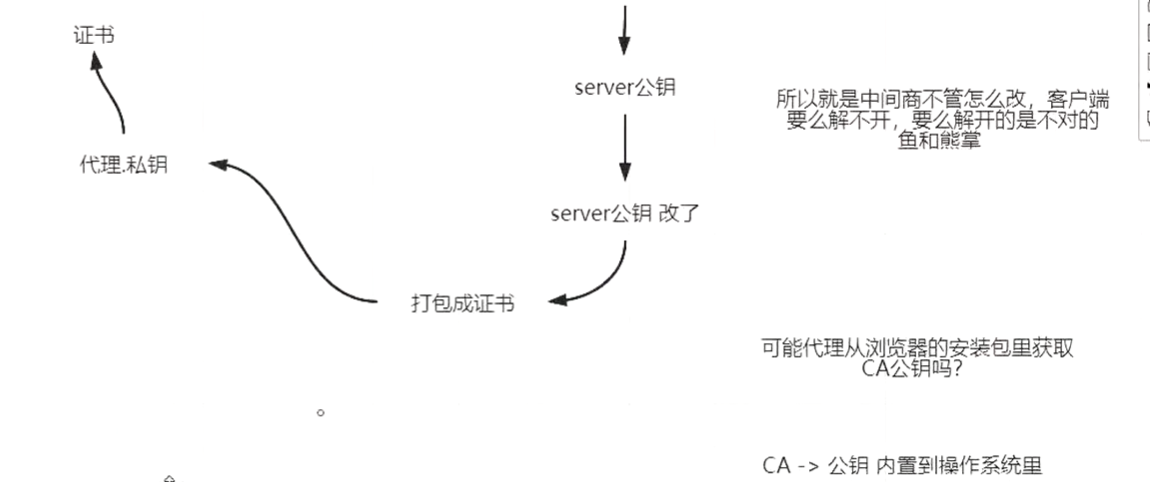 证书
server公钥
所以就是中间商不管怎么改，客户端
要么解不开，要么解开的是不对的
鱼和熊掌
代理.私钥
server公钥 改了
打包成证书
可能代理从浏览器的安装包里获取
CA公钥吗？
CA -> 公钥 内置到操作系统里